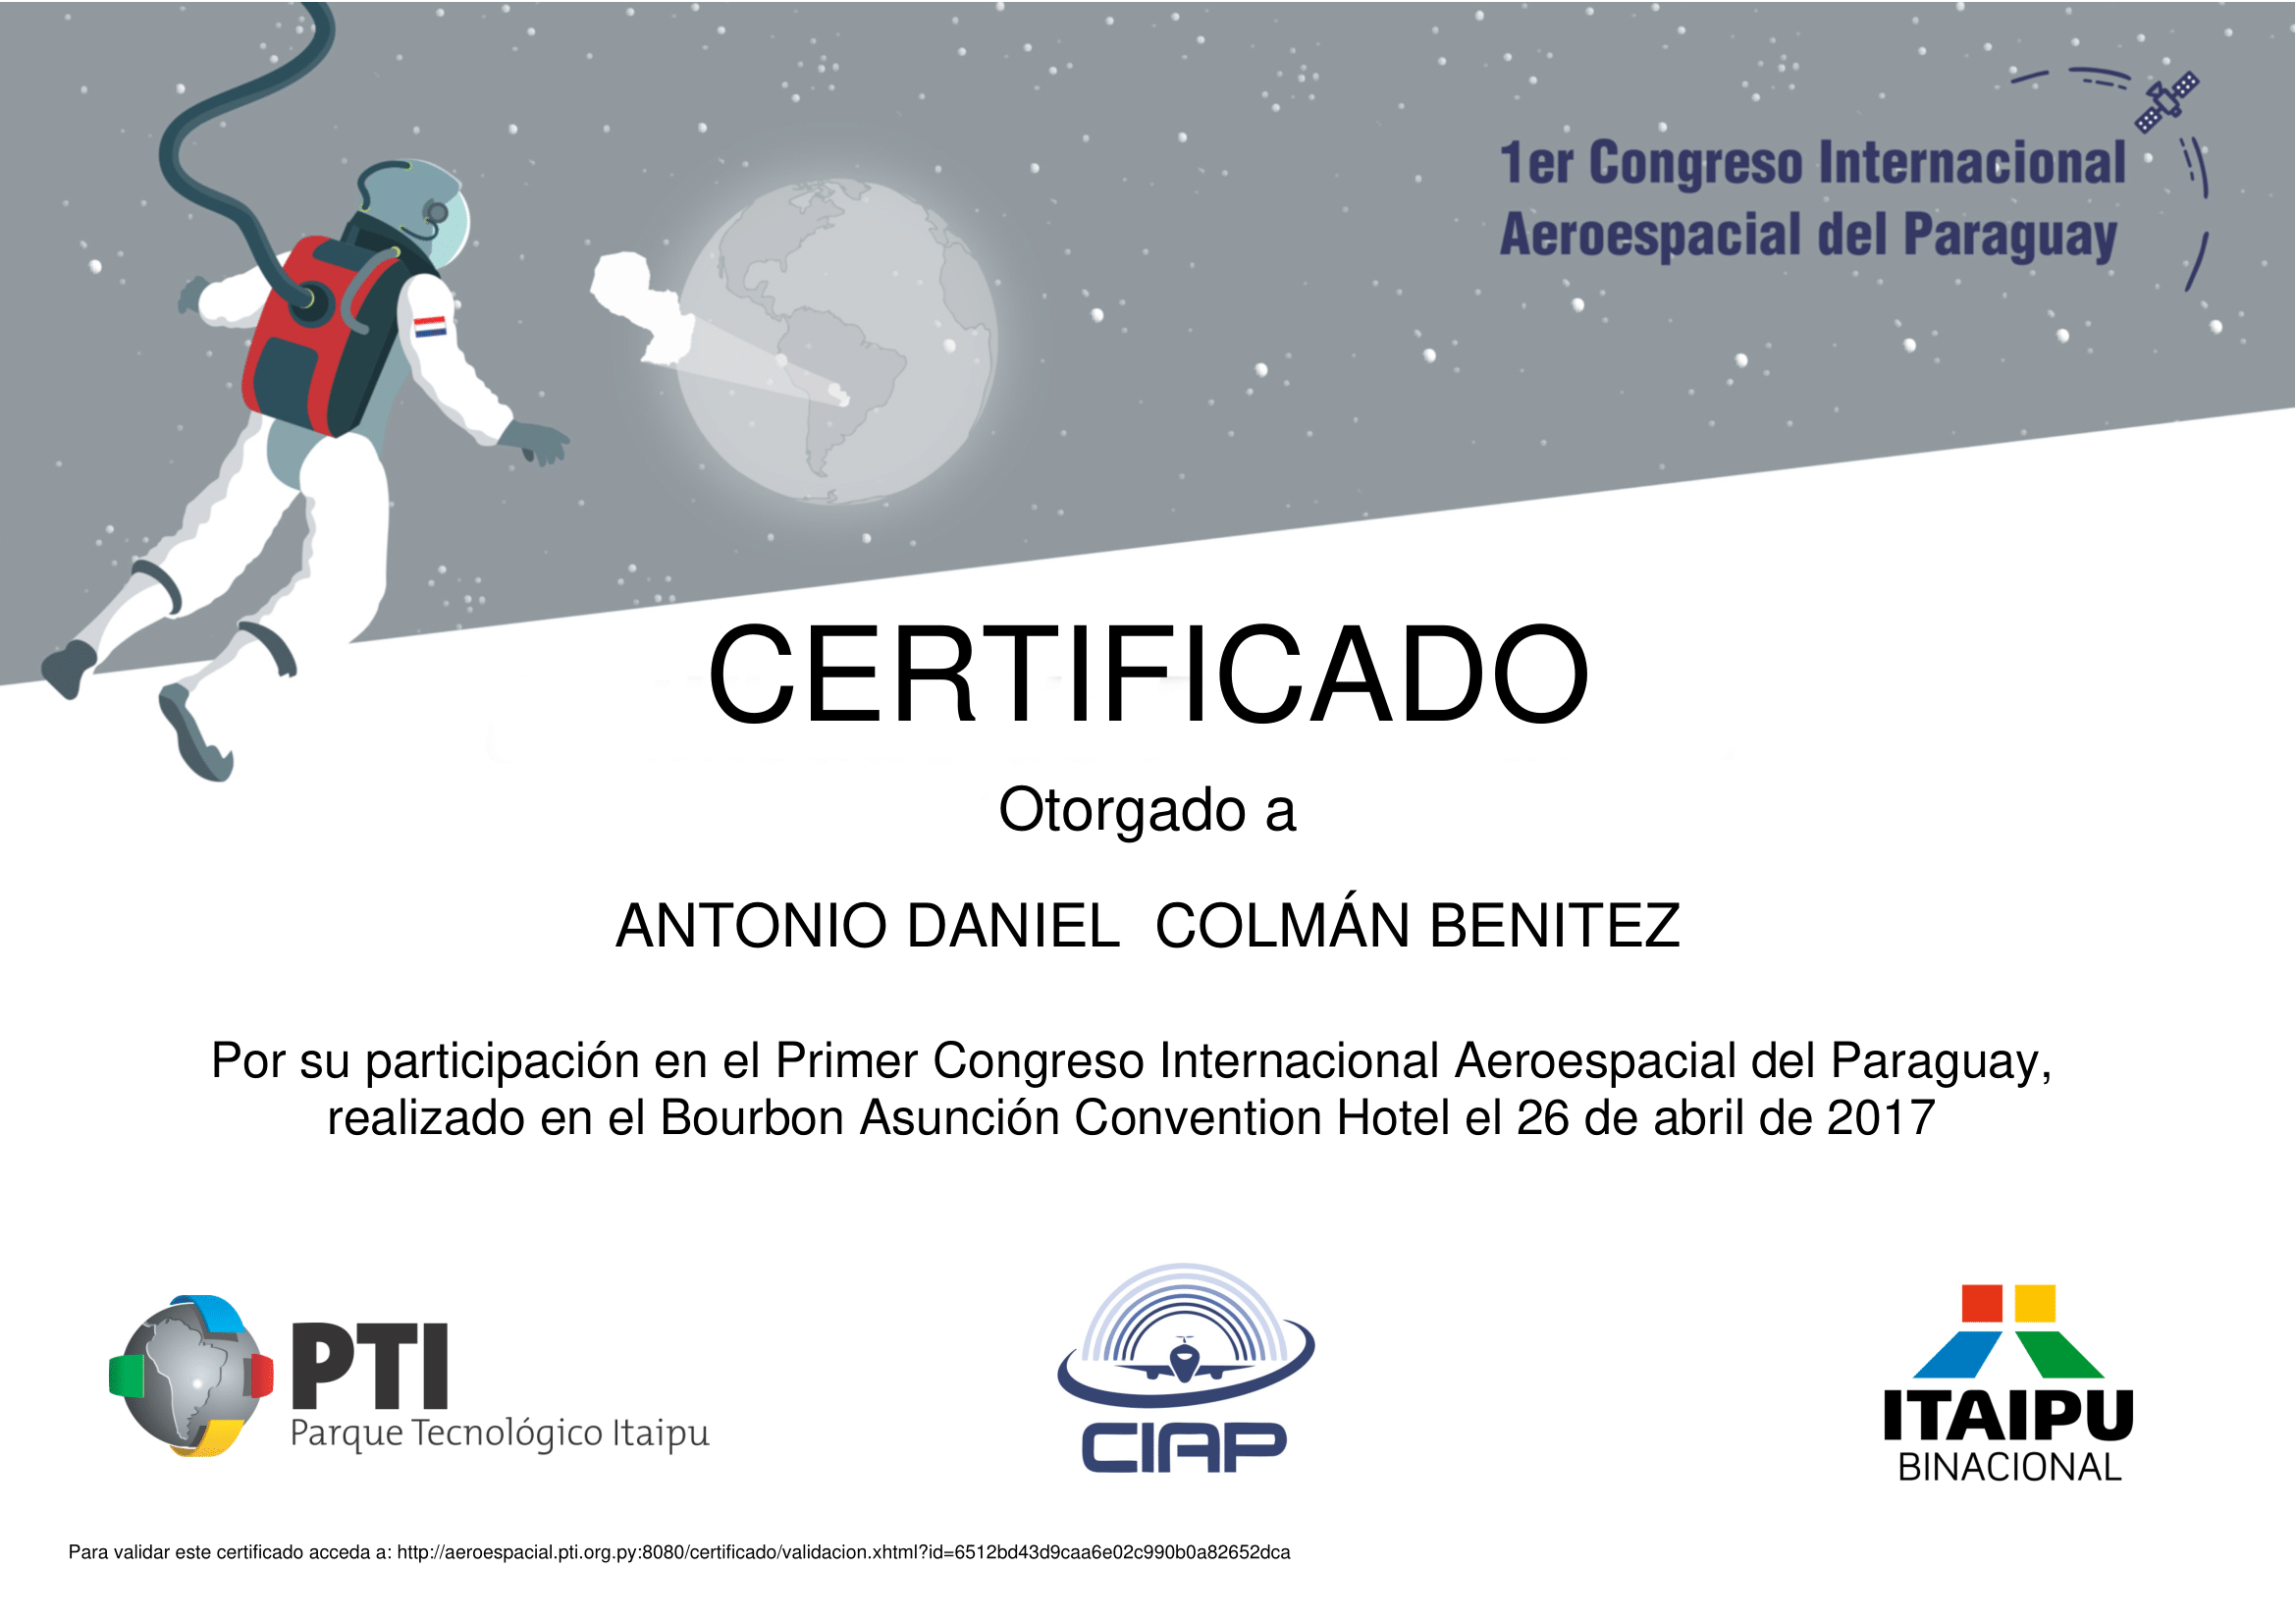 1er Congreso Internacional
Aeroespacial del Paraguay
CERTIFICADO
Otorgado a
ANTONIO DANIEL  COLMÁN BENITEZ
Por su participación en el Primer Congreso Internacional Aeroespacial del Paraguay,
realizado en el Bourbon Asunción Convention Hotel el 26 de abril de 2017
PTI
Parque Tecnológico Itaipu
CIAP
ITAIPU
BINACIONAL
Para validar este certificado acceda a: http://aeroespacial.pti.org.py:8080/certificado/validacion.xhtml?id=6512bd43d9caa6e02c990b0a82652dca